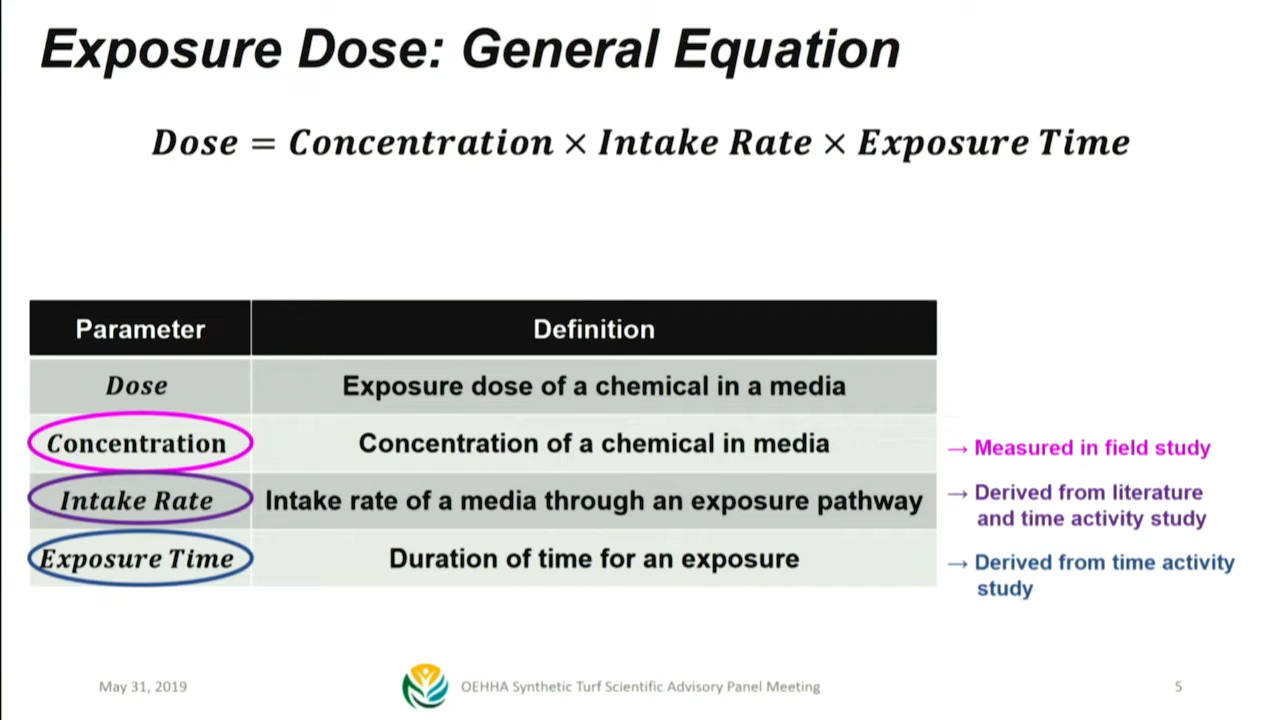 Exposure Dose: General Equation
Dose = Concentration × Intake Rate × Exposure Time
Parameter Definition
Dose Exposure dose of a chemical in a media
Concentration Concentration of a chemical in media → Measured in field study
Intake Rate Intake rate of a media through an exposure pathway → Derived from literature
and time activity study
Exposure Time Duration of time for an exposure → Derived from time activity
study
May 31, 2019 OEHHA Synthetic Turf Scientific Advisory Panel Meeting 5